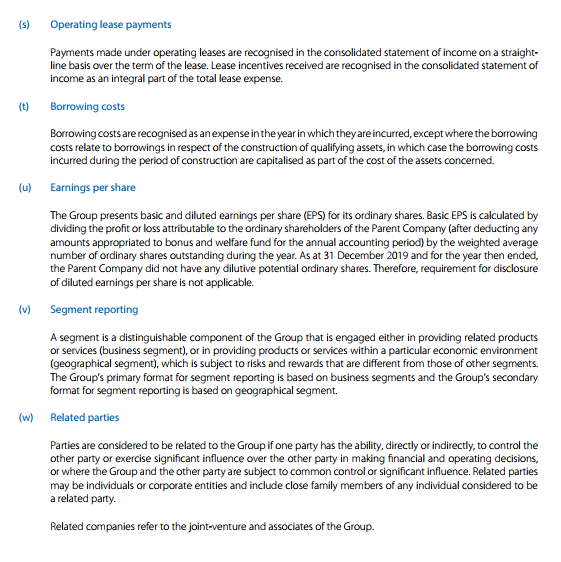 (s) Operating lease payments
Payments made under operating leases are recognised in the consolidated statement of income on a straight-
line basis over the term of the lease. Lease incentives received are recognised in the consolidated statement of
income as an integral part of the total lease expense.
(t) Borrowing costs
Borrowing costs are recognised as an expense in the year in which they are incurred, except where the borrowing
costs relate to borrowings in respect of the construction of qualifying assets, in which case the borrowing costs
incurred during the period of construction are capitalised as part of the cost of the assets concerned.
(u) Earnings per share
The Group presents basic and diluted earnings per share (EPS) for its ordinary shares. Basic EPS is calculated by
dividing the profit or loss attributable to the ordinary shareholders of the Parent Company (after deducting any
amounts appropriated to bonus and welfare fund for the annual accounting period) by the weighted average
number of ordinary shares outstanding during the year. As at 31 December 2019 and for the year then ended,
the Parent Company did not have any dilutive potential ordinary shares. Therefore, requirement for disclosure
of diluted earnings per share is not applicable.
(v) Segment reporting
A segment is a distinguishable component of the Group that is engaged either in providing related products
or services (business segment), or in providing products or services within a particular economic environment
(geographical segment), which is subject to risks and rewards that are different from those of other segments.
The Group's primary format for segment reporting is based on business segments and the Group's secondary
format for segment reporting is based on geographical segment.
(w) Related parties
Parties are considered to be related to the Group if one party has the ability, directly or indirectly, to control the
other party or exercise significant influence over the other party in making financial and operating decisions,
or where the Group and the other party are subject to common control or significant influence. Related parties
may be individuals or corporate entities and include close family members of any individual considered to be
a related party.
Related companies refer to the joint-venture and associates of the Group.